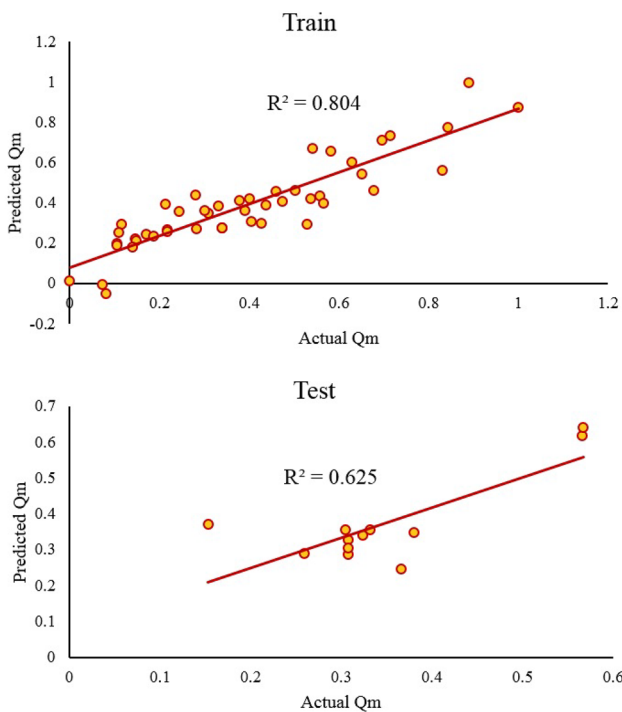 Train
1.2
1
0.8
0.6
0.4
0.2
0
-0.2
Predicted Qm
R² = 0.804
0 0.2 0.4 0.6 0.8 1 1.2
Actual Qm
Test
0.7
0.6
0.5
0.4
0.3
0.2
0.1
0
Predicted Qm
R² = 0.625
0 0.1 0.2 0.3 0.4 0.5 0.6
Actual Qm